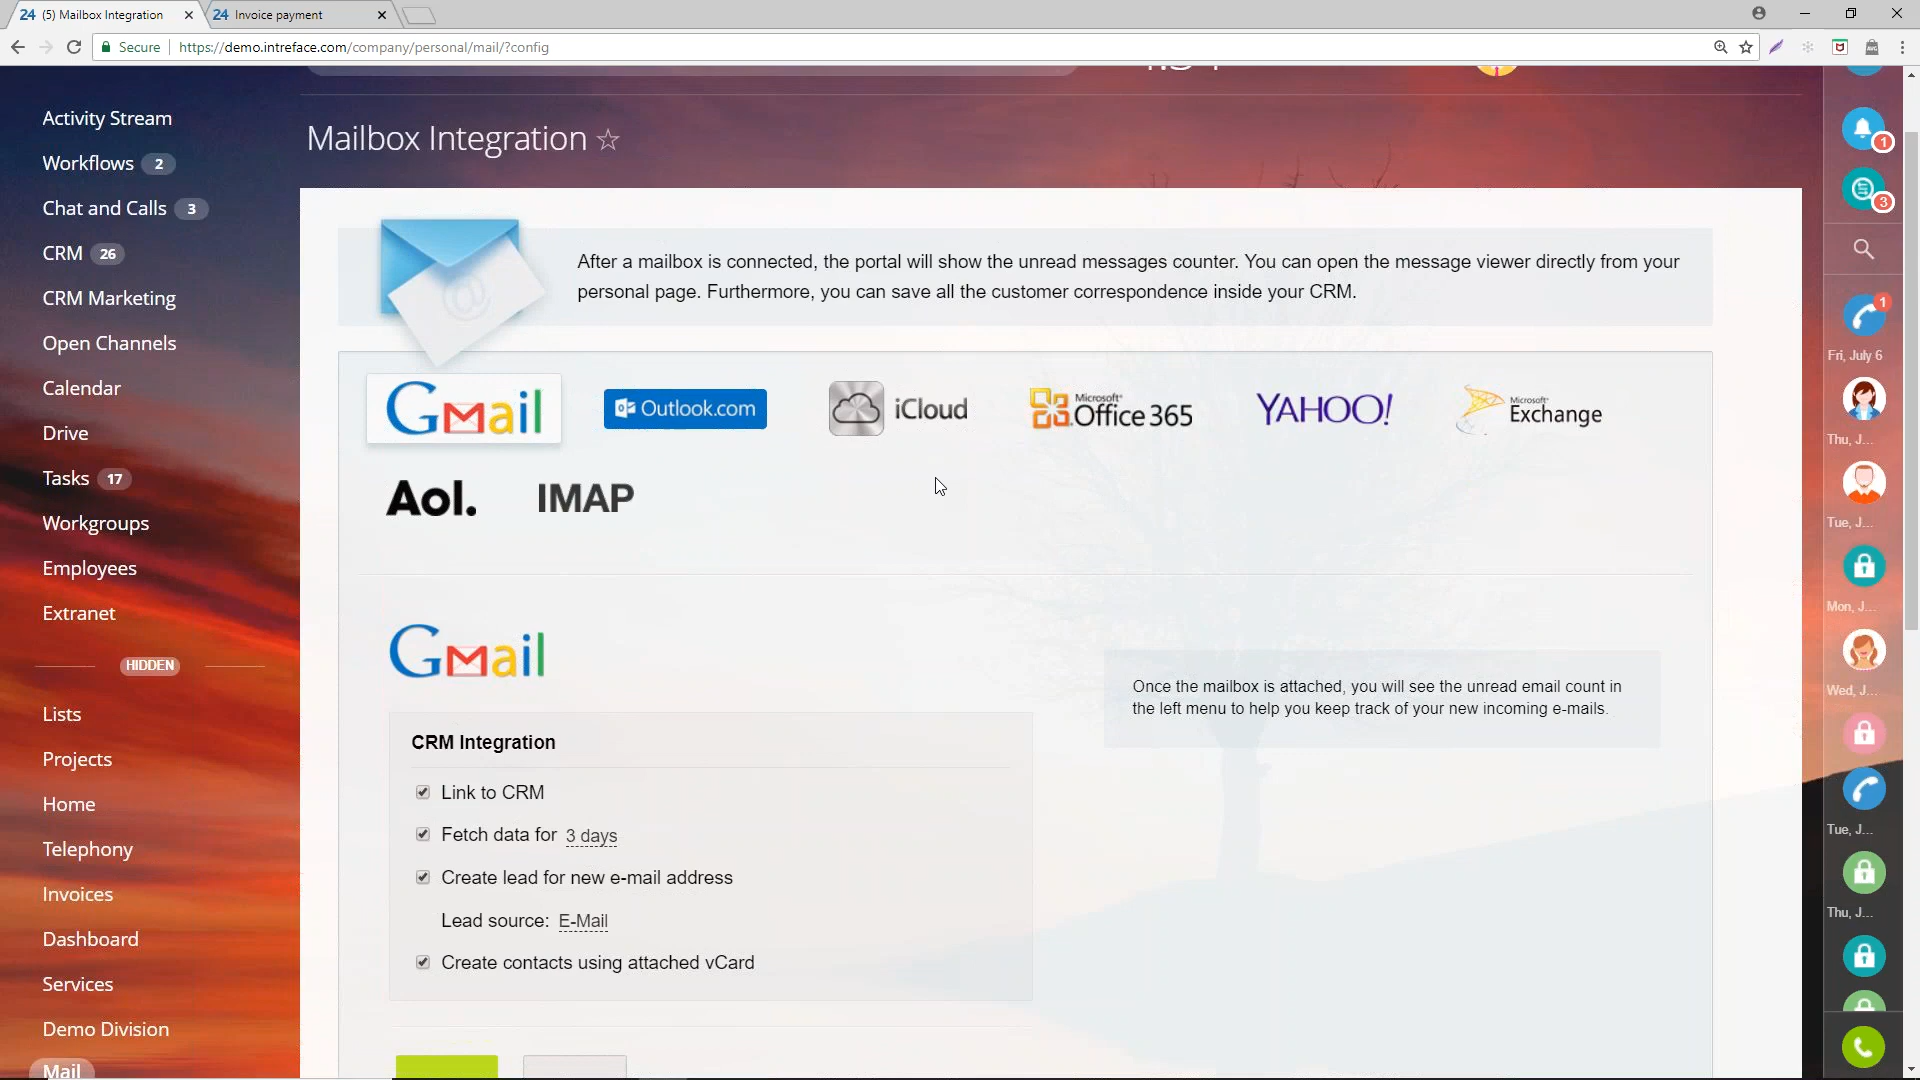 24 (5) Mailbox Integration
24 Invoice payment
Secure https://demo.intreface.com/company/personal/mail/?config
Activity Stream
Workflows 2
Chat and Calls 3
CRM 26
CRM Marketing
Open Channels
Calendar
Drive
Tasks 17
Workgroups
Employees
Extranet
HIDDEN
Lists
Projects
Home
Telephony
Invoices
Dashboard
Services
Demo Division
Mail
Mailbox Integration
After a mailbox is connected, the portal will show the unread messages counter. You can open the message viewer directly from your
personal page. Furthermore, you can save all the customer correspondence inside your CRM.
Gmail
Outlook.com
iCloud
Microsoft® Office 365
YAHOO!
Microsoft® Exchange
Aol.
IMAP
Gmail
CRM Integration
Link to CRM
Fetch data for 3 days
Create lead for new e-mail address
Lead source: E-Mail
Create contacts using attached vCard
Once the mailbox is attached, you will see the unread email count in
the left menu to help you keep track of your new incoming e-mails.
1
3
1
Fri, July 6
Thu, J...
Tue, J...
Mon, J...
Wed, J...
Tue, J...
Thu, J...